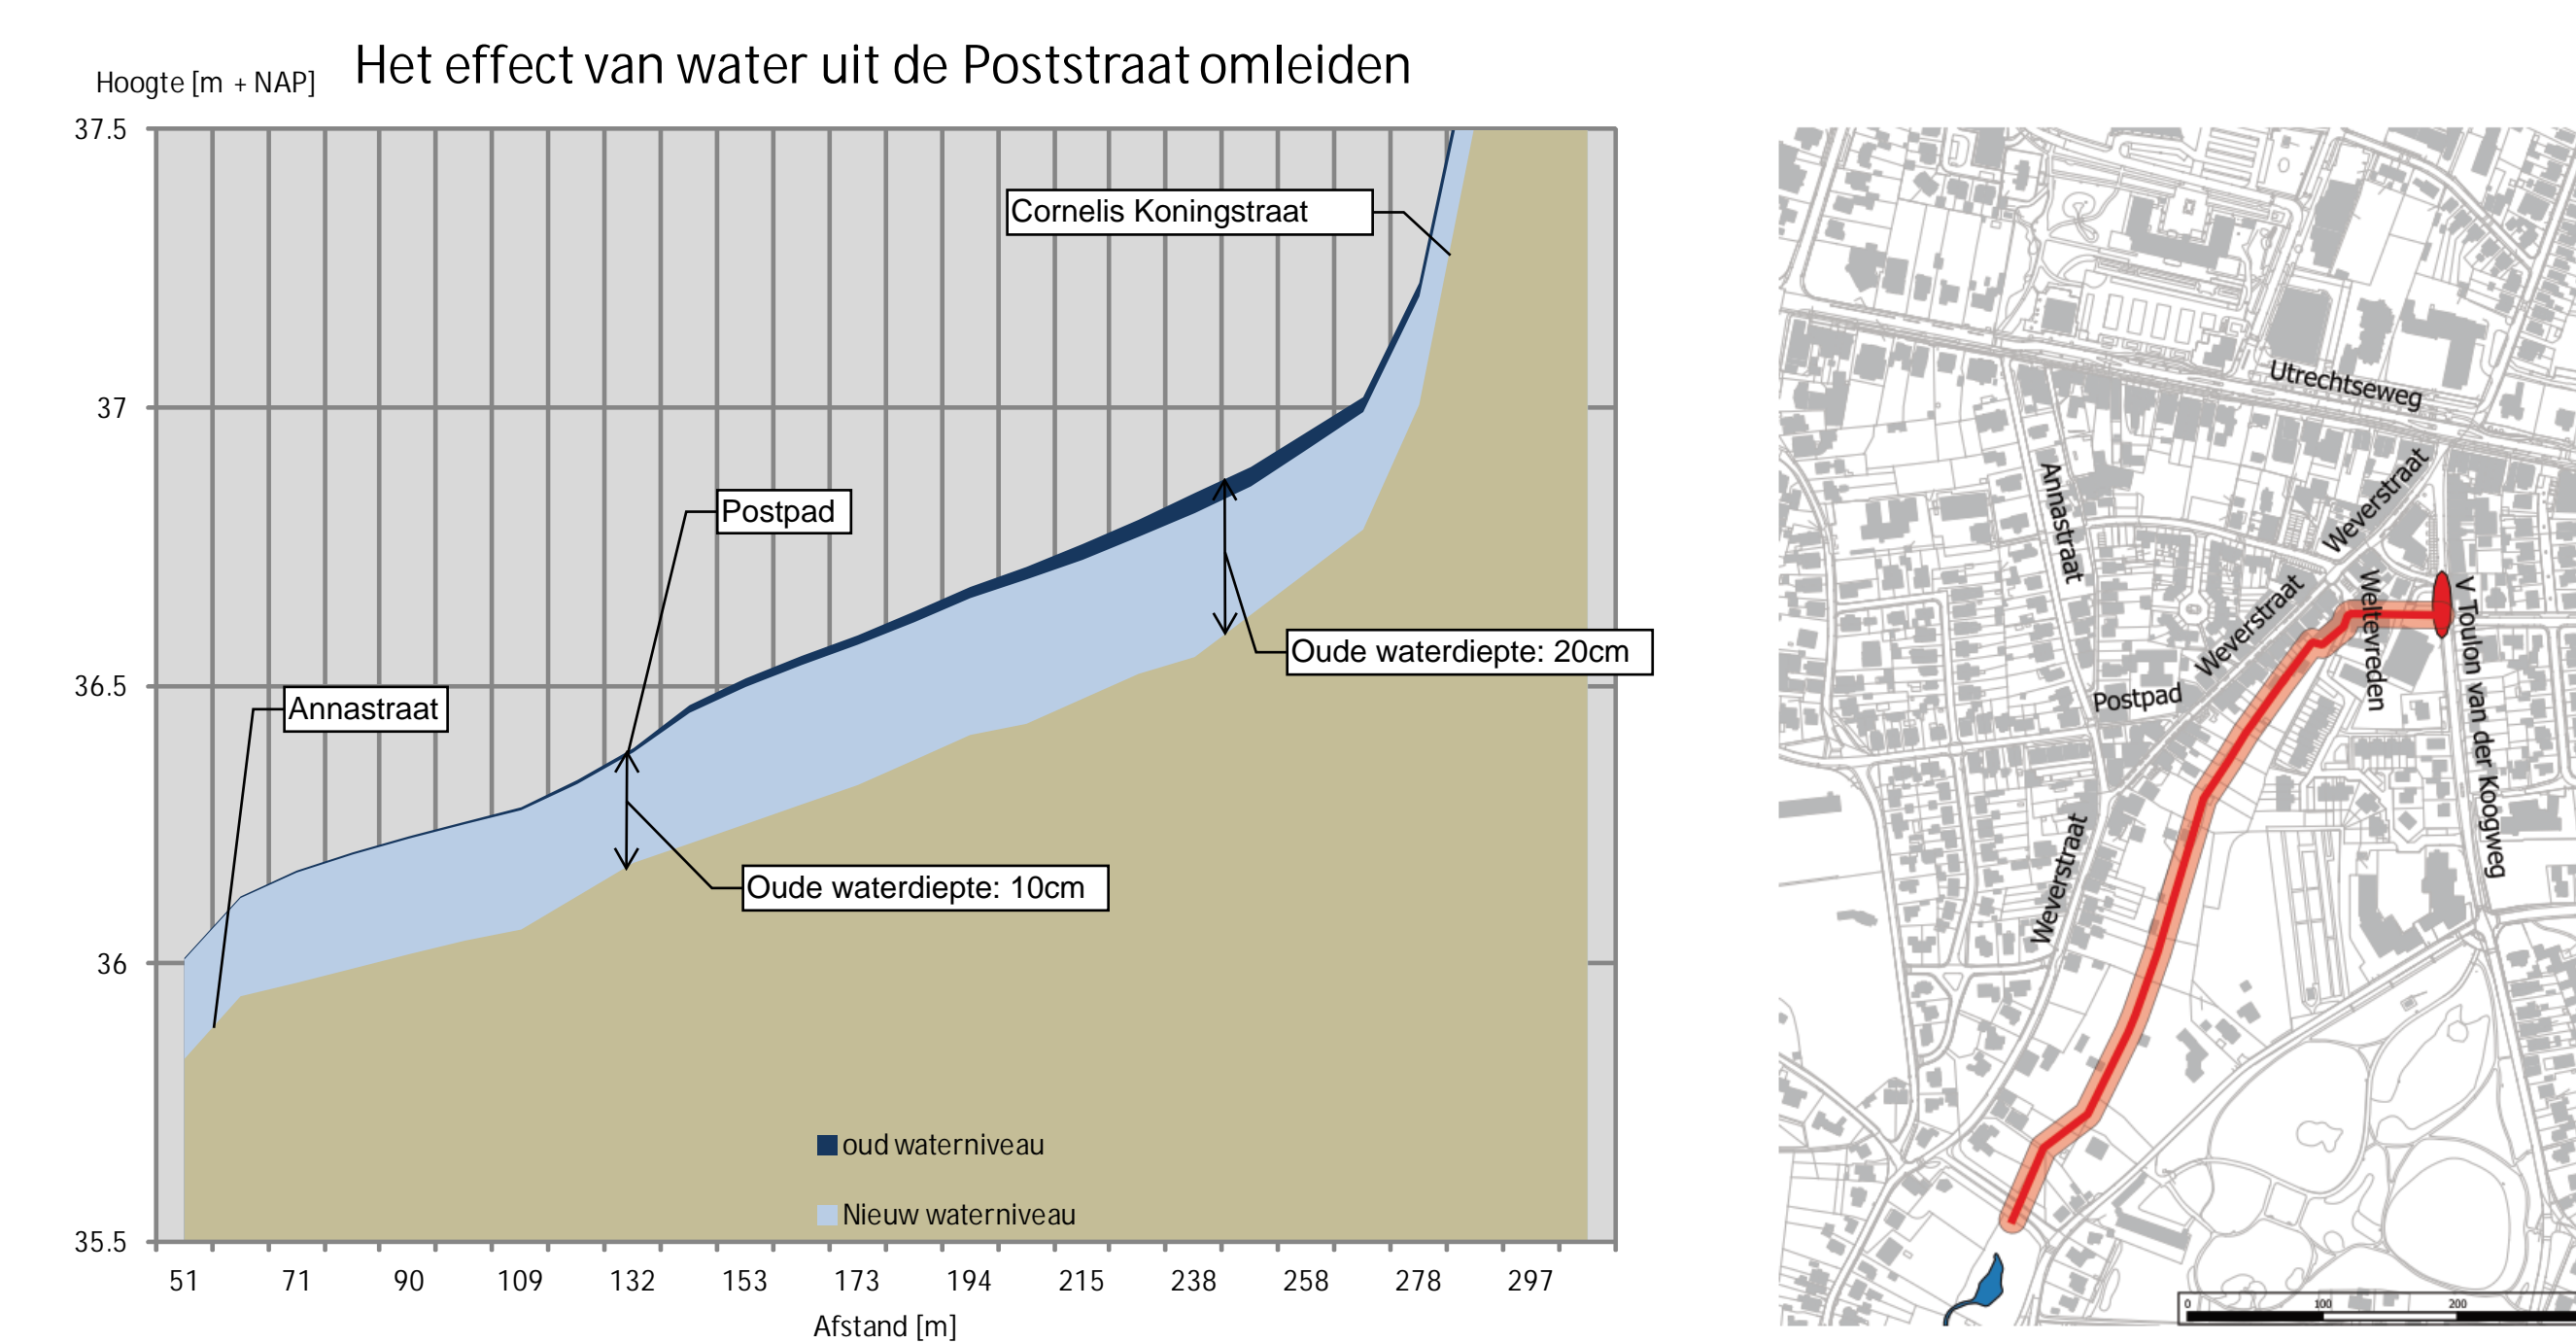 Het effect van water uit de Poststraat omleiden
Hoogte [m + NAP]
37.5
37
36.5
36
35.5
Cornelis Koningstraat
Postpad
Annastraat
Oude waterdiepte: 20cm
Oude waterdiepte: 10cm
oud waterniveau
Nieuw waterniveau
51 71 90 109 132 153 173 194 215 238 258 278 297
Afstand [m]
Utrechtseweg
Annastraat
Weverstraat
Weverstraat
Weltevreden
V Toulon van der Koogweg
Postpad
Weverstraat
0 100 200